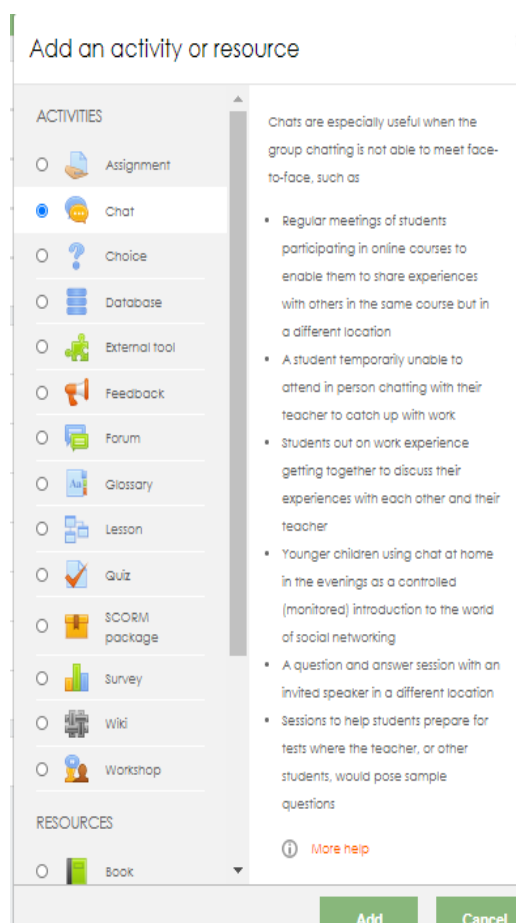 Add an activity or resource
ACTIVITIES
Assignment
Chat
Choice
Database
External tool
Feedback
Forum
Glossary
Lesson
Quiz
SCORM
package
Survey
Wiki
Workshop
RESOURCES
Book
Chats are especially useful when the
group chatting is not able to meet face-
to-face, such as
• Regular meetings of students
participating in online courses to
enable them to share experiences
with others in the same course but in
a different location
• A student temporarily unable to
attend in person chatting with their
teacher to catch up with work
• Students out on work experience
getting together to discuss their
experiences with each other and their
teacher
• Younger children using chat at home
in the evenings as a controlled
(monitored) introduction to the world
of social networking
• A question and answer session with an
invited speaker in a different location
• Sessions to help students prepare for
tests where the teacher, or other
students, would pose sample
questions
More help
Add
Cancel